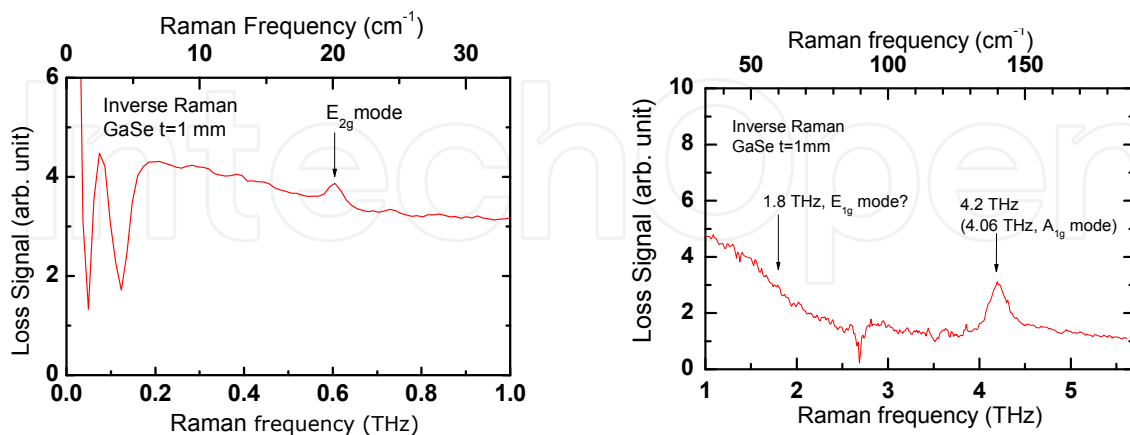 Raman Frequency (cm-1)
0 10 20 30
6
4
2
0
Loss Signal (arb. unit)
Inverse Raman
GaSe t=1 mm
E2g mode
0.0 0.2 0.4 0.6 0.8 1.0
Raman frequency (THz)
Raman frequency (cm-1)
50 100 150
10
8
6
4
2
0
Loss Signal (arb. unit)
Inverse Raman
GaSe t=1mm
1.8 THz, E1g mode?
4.2 THz
(4.06 THz, A1g mode)
1 2 3 4 5
Raman frequency (THz)
IntechOpen